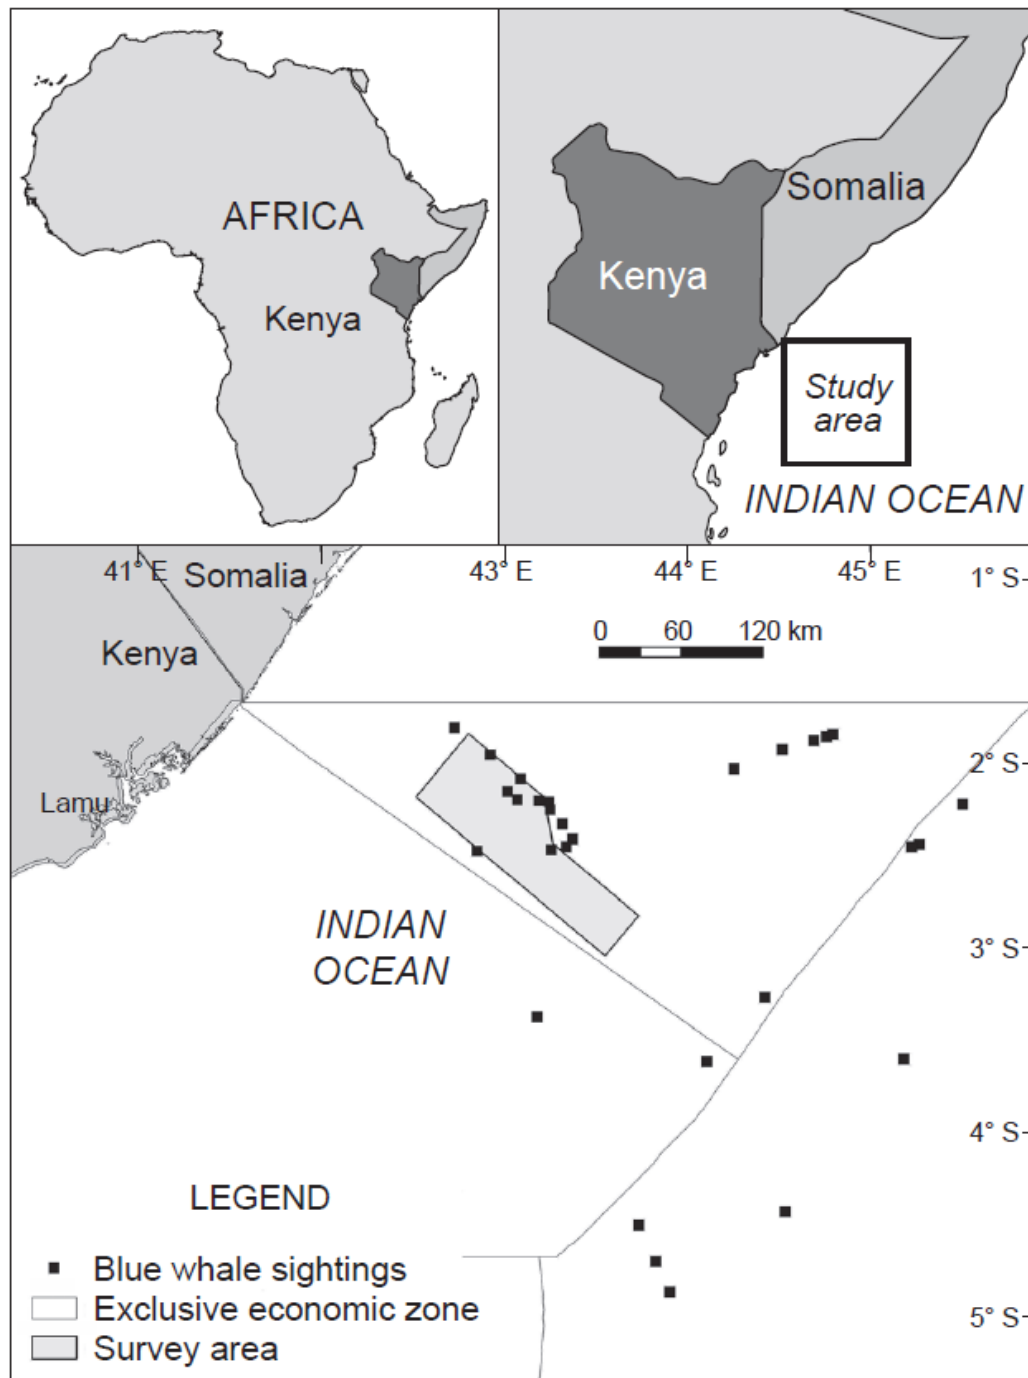 AFRICA
Kenya
Somalia
Kenya
Study
area
INDIAN OCEAN
41° E
43° E
44° E
45° E
1° S
Somalia
Kenya
0 60 120 km
2° S
Lamu
INDIAN
OCEAN
3° S
4° S
LEGEND
Blue whale sightings
Exclusive economic zone
Survey area
5° S